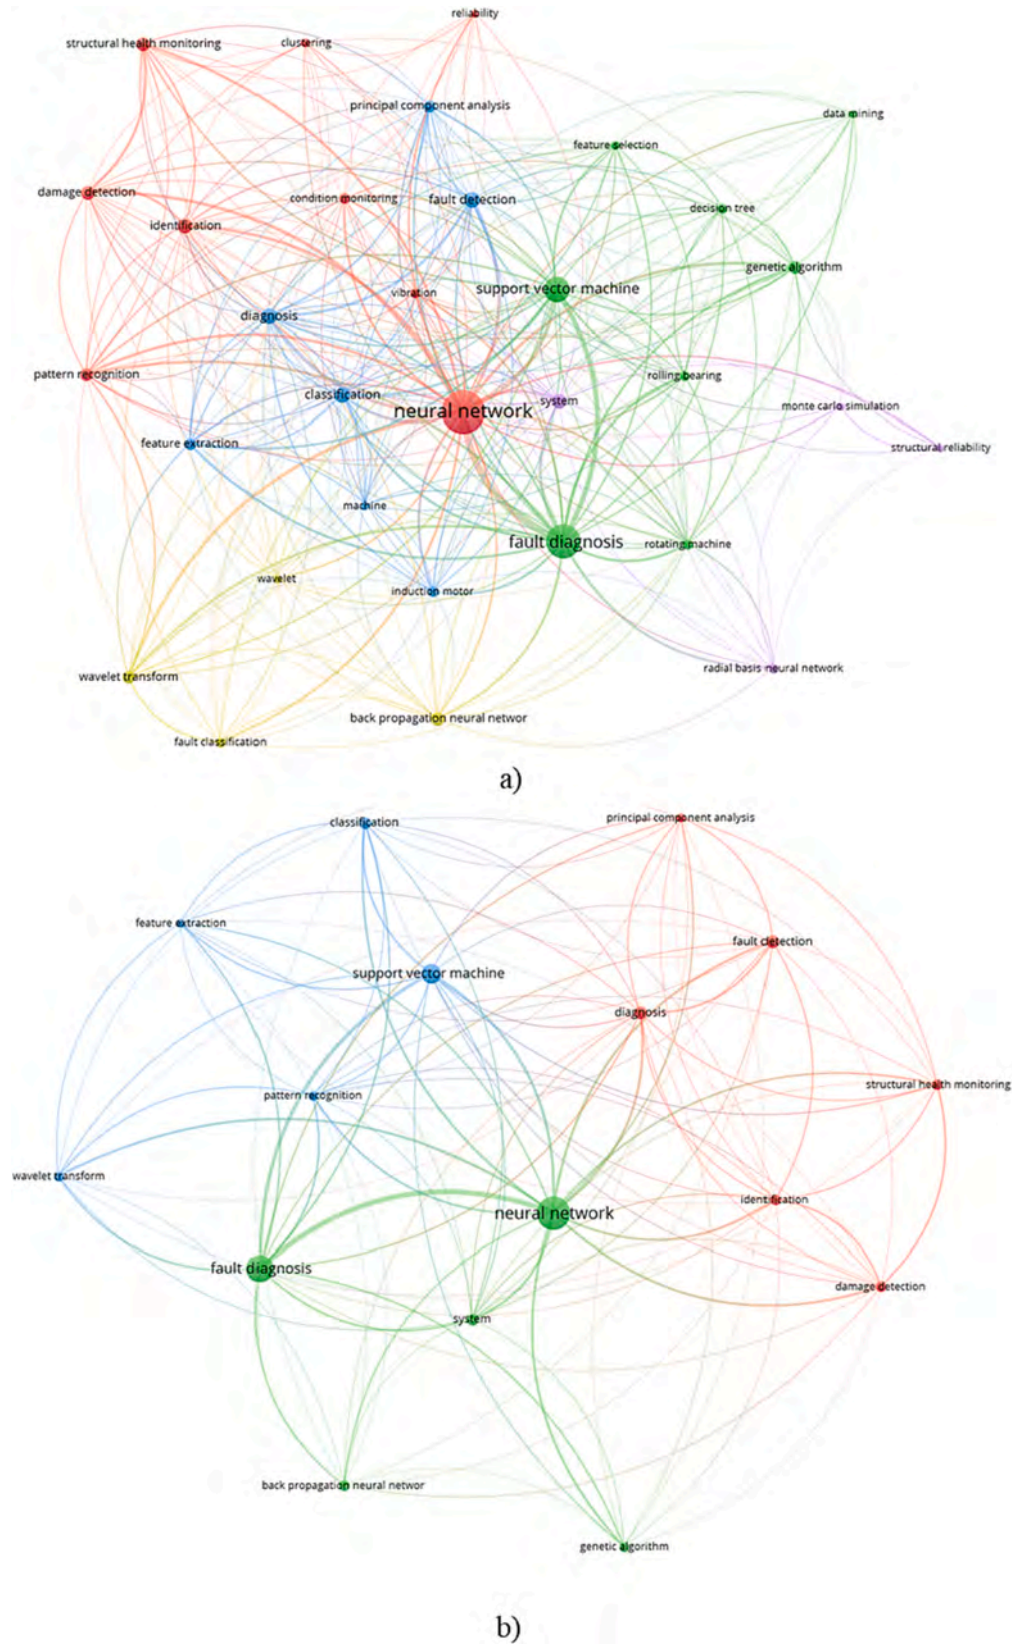 reliability
structural health monitoring
clustering
principal component analysis
data mining
feature selection
damage detection
condition monitoring
fault detection
decision tree
identification
genetic algorithm
support vector machine
vibration
diagnosis
pattern recognition
rolling bearing
classification
system
monte carlo simulation
neural network
feature extraction
structural reliability
machine
fault diagnosis
rotating machine
wavelet
induction motor
radial basis neural network
wavelet transform
back propagation neural networ
fault classification
a)
classification
principal component analysis
feature extraction
fault detection
support vector machine
diagnosis
structural health monitoring
pattern recognition
wavelet transform
identification
neural network
fault diagnosis
damage detection
system
back propagation neural networ
genetic algorithm
b)